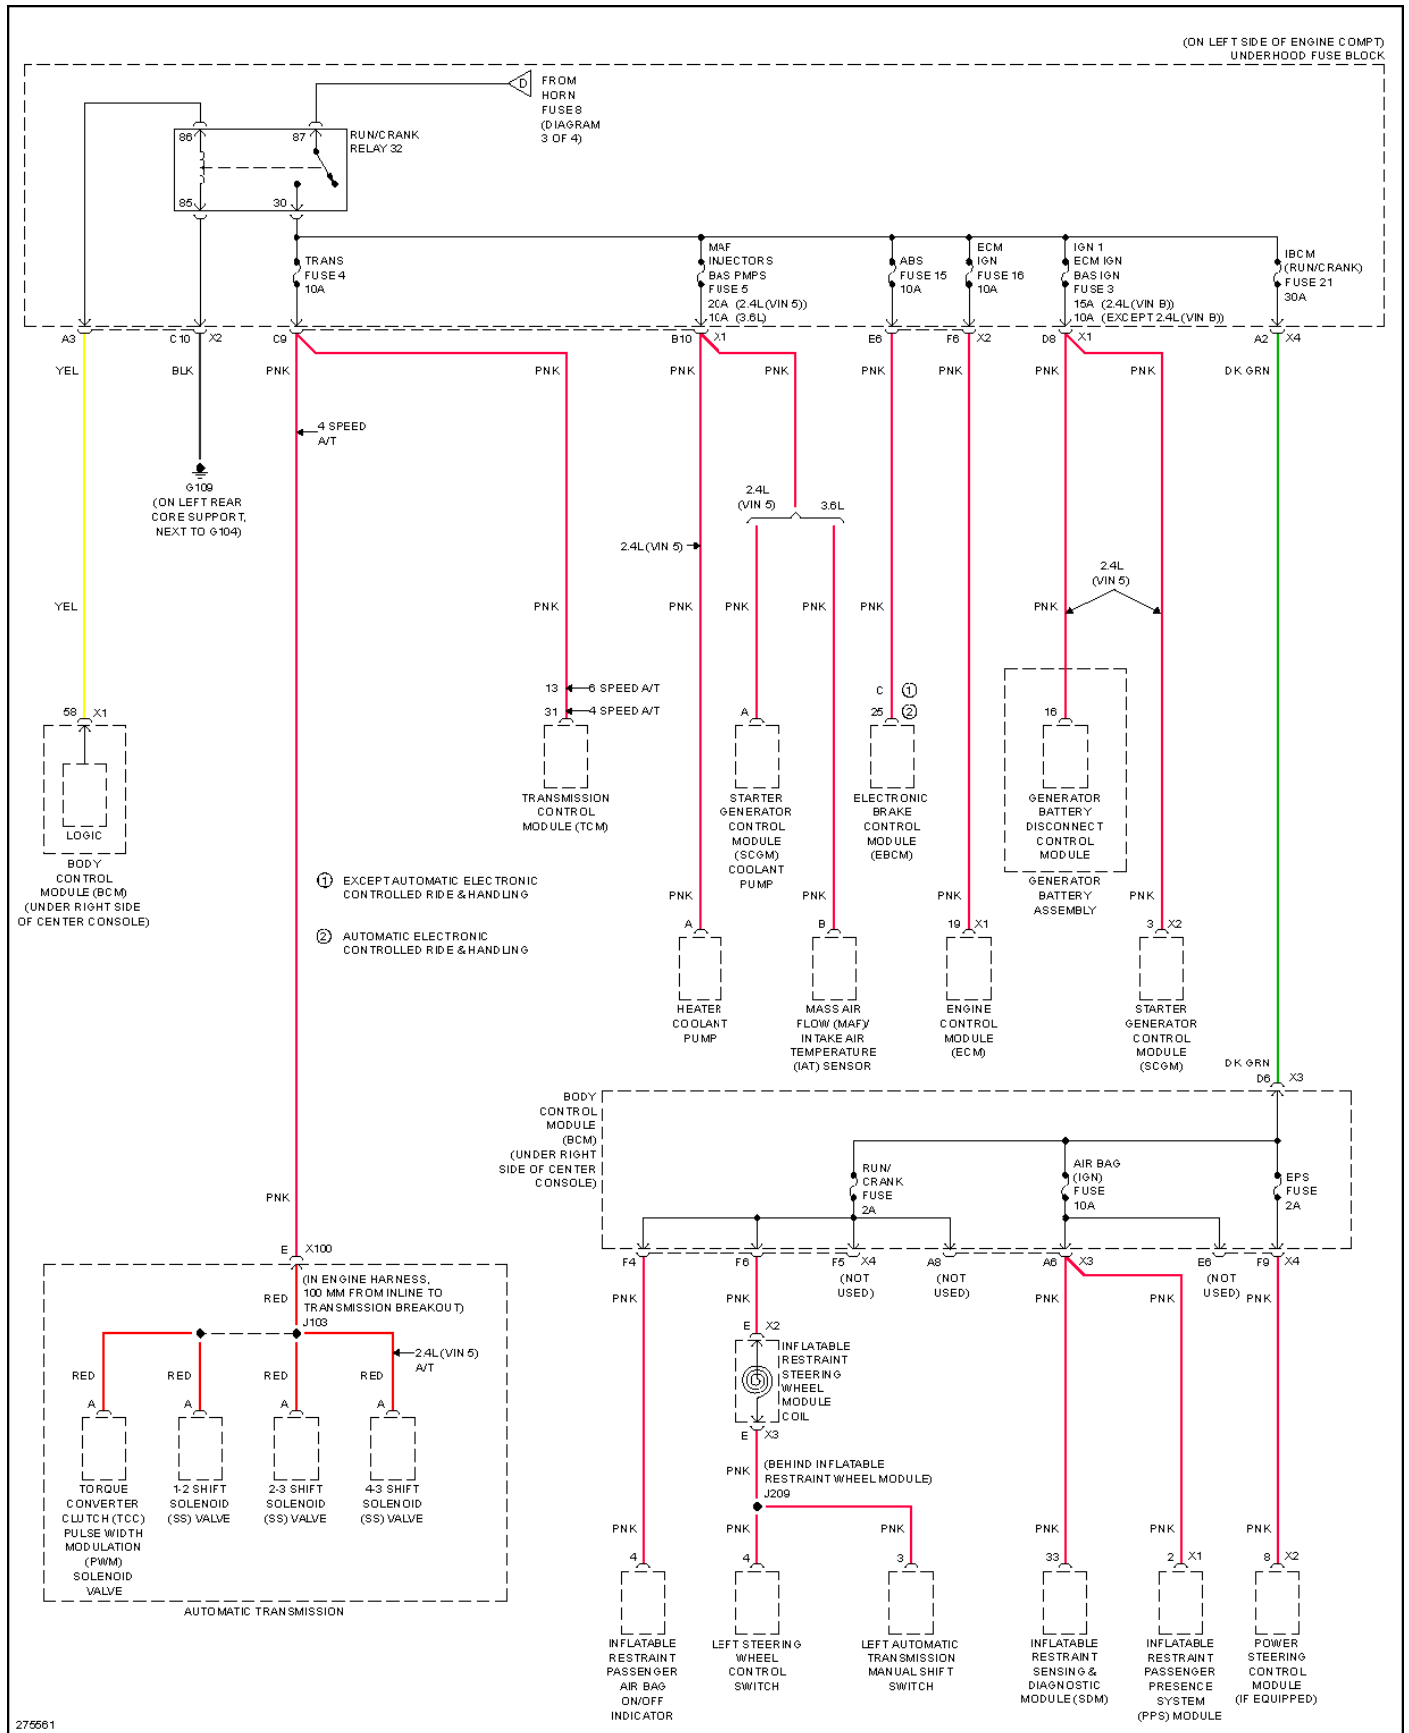 (ON LEFT SIDE OF ENGINE COMPT)
UNDERHOOD FUSE BLOCK
D
FROM
HORN
FUSE 8
(DIAGRAM
3 OF 4)
86
87
RUN/CRANK
RELAY 32
85
30
TRANS
FUSE 4
10A
MAF
INJECTORS
BAS PMPS
FUSE 5
20A (2.4L (VIN 5))
10A (3.6L)
ABS
FUSE 15
10A
ECM
IGN
FUSE 16
10A
IGN 1
ECM IGN
BAS IGN
FUSE 3
15A (2.4L (VIN B))
10A (EXCEPT 2.4L (VIN B))
IBCM
(RUN/CRANK)
FUSE 21
30A
A3 C10 X2 C9 B10 X1 E6 F6 X2 D8 X1 A2 X4
YEL BLK PNK PNK PNK PNK PNK PNK PNK PNK DK GRN
4 SPEED
A/T
G109
(ON LEFT REAR
CORE SUPPORT,
NEXT TO G104)
2.4L
(VIN 5)
3.6L
2.4L (VIN 5)
2.4L
(VIN 5)
YEL PNK PNK PNK PNK PNK PNK
13 6 SPEED A/T
31 4 SPEED A/T
C 1
25 2
58 X1
A
16
LOGIC
BODY
CONTROL
MODULE (BCM)
(UNDER RIGHT SIDE
OF CENTER CONSOLE)
TRANSMISSION
CONTROL
MODULE (TCM)
STARTER
GENERATOR
CONTROL
MODULE
(SCGM)
COOLANT
PUMP
ELECTRONIC
BRAKE
CONTROL
MODULE
(EBCM)
GENERATOR
BATTERY
DISCONNECT
CONTROL
MODULE
GENERATOR
BATTERY
ASSEMBLY
1 EXCEPT AUTOMATIC ELECTRONIC
CONTROLLED RIDE & HANDLING
2 AUTOMATIC ELECTRONIC
CONTROLLED RIDE & HANDLING
PNK PNK PNK PNK
A B 19 X1 3 X2
HEATER
COOLANT
PUMP
MASS AIR
FLOW (MAF)/
INTAKE AIR
TEMPERATURE
(IAT) SENSOR
ENGINE
CONTROL
MODULE
(ECM)
STARTER
GENERATOR
CONTROL
MODULE
(SCGM)
DK GRN
D6 X3
BODY
CONTROL
MODULE
(BCM)
(UNDER RIGHT
SIDE OF CENTER
CONSOLE)
RUN/
CRANK
FUSE
2A
AIR BAG
(IGN)
FUSE
10A
EPS
FUSE
2A
F4 F6 F5 X4 A8 A6 X3 E6 F9 X4
(NOT
USED)
(NOT
USED)
(NOT
USED)
PNK PNK PNK PNK PNK
PNK
E X100
(IN ENGINE HARNESS,
100 MM FROM INLINE TO
TRANSMISSION BREAKOUT)
RED
J103
2.4L (VIN 5)
A/T
RED RED RED RED
A A A A
TORQUE
CONVERTER
CLUTCH (TCC)
PULSE WIDTH
MODULATION
(PWM)
SOLENOID
VALVE
1-2 SHIFT
SOLENOID
(SS) VALVE
2-3 SHIFT
SOLENOID
(SS) VALVE
4-3 SHIFT
SOLENOID
(SS) VALVE
AUTOMATIC TRANSMISSION
E X2
INFLATABLE
RESTRAINT
STEERING
WHEEL
MODULE
COIL
E X3
PNK
(BEHIND INFLATABLE
RESTRAINT WHEEL MODULE)
J209
PNK PNK PNK PNK PNK PNK
4 4 3 33 2 X1 8 X2
INFLATABLE
RESTRAINT
PASSENGER
AIR BAG
ON/OFF
INDICATOR
LEFT STEERING
WHEEL
CONTROL
SWITCH
LEFT AUTOMATIC
TRANSMISSION
MANUAL SHIFT
SWITCH
INFLATABLE
RESTRAINT
SENSING &
DIAGNOSTIC
MODULE (SDM)
INFLATABLE
RESTRAINT
PASSENGER
PRESENCE
SYSTEM
(PPS) MODULE
POWER
STEERING
CONTROL
MODULE
(IF EQUIPPED)
275561